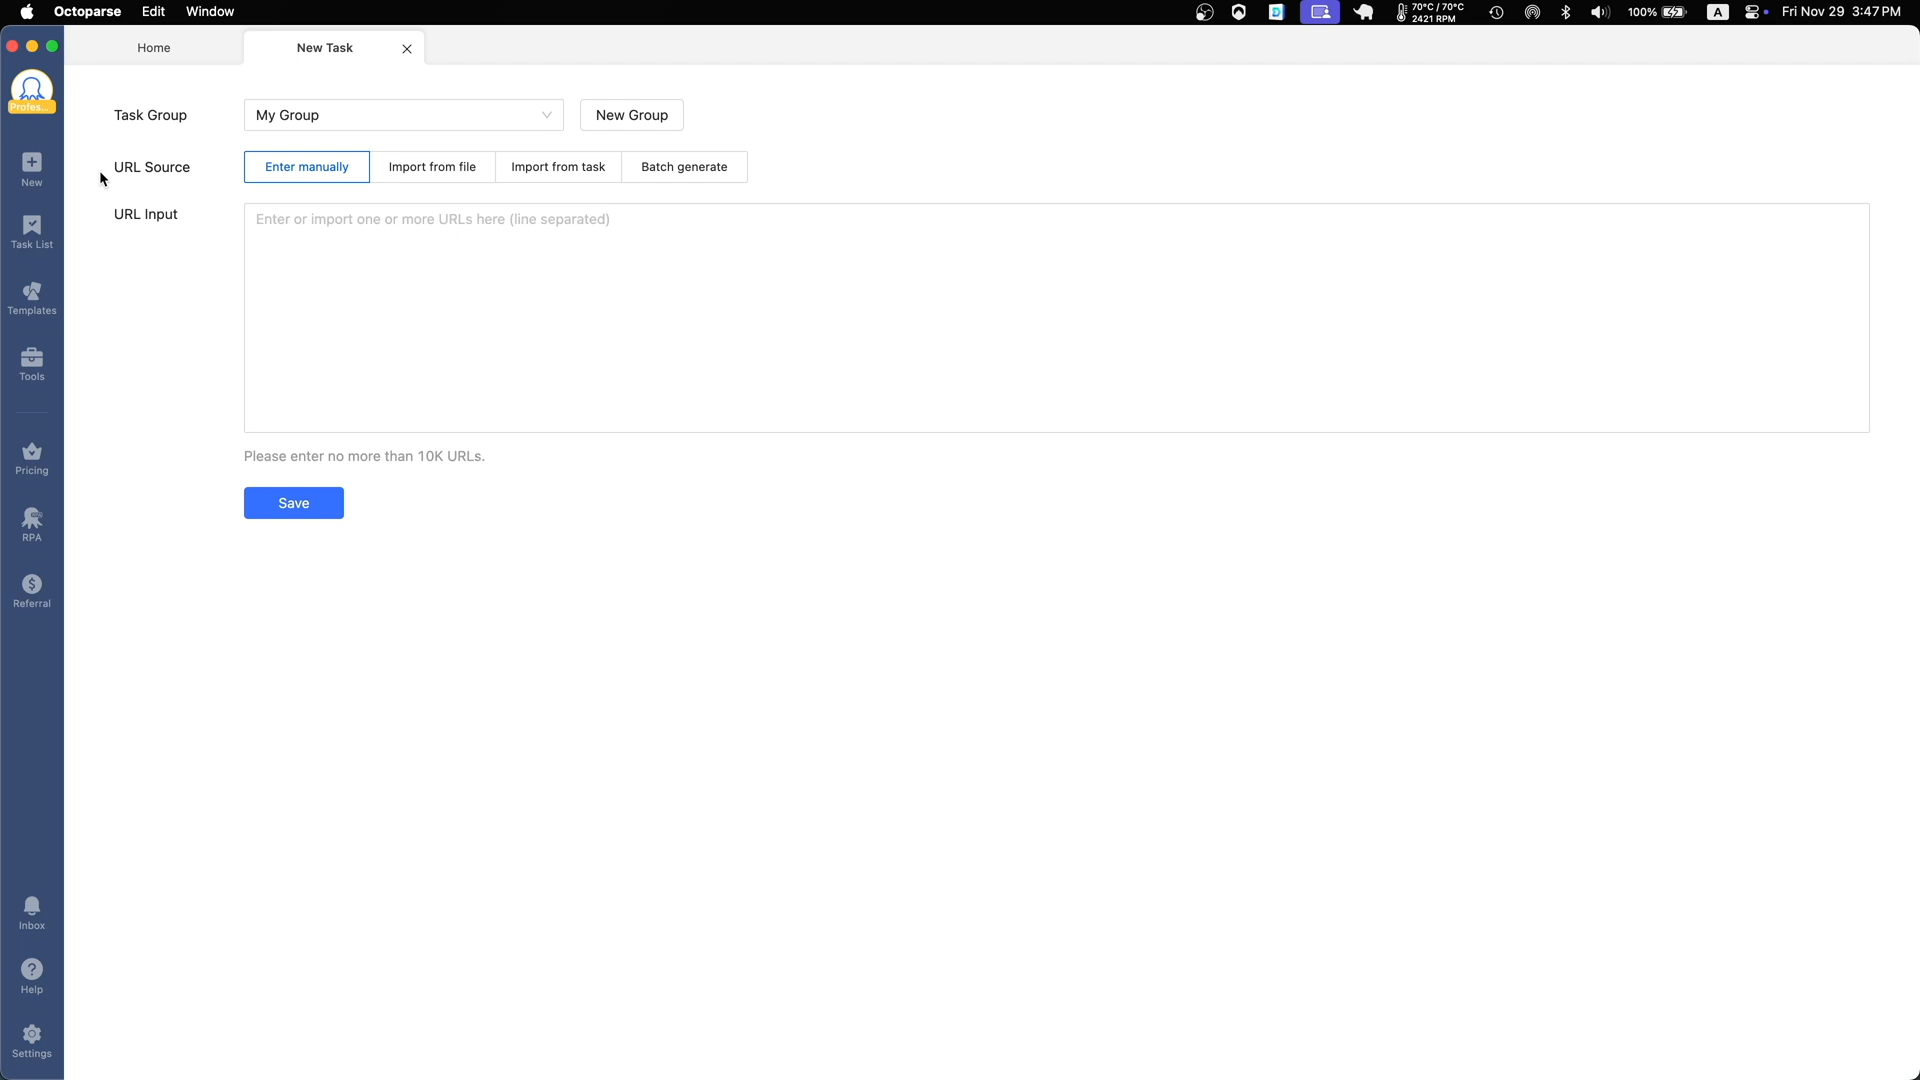 Octoparse Edit Window
70°C / 70°C
2421 RPM
100%
A
Fri Nov 29 3:47 PM
Home
New Task
Profes...
Task Group
My Group
New Group
URL Source
Enter manually
Import from file
Import from task
Batch generate
URL Input
Enter or import one or more URLs here (line separated)
Please enter no more than 10K URLs.
Save
New
Task List
Templates
Tools
Pricing
RPA
Referral
Inbox
Help
Settings